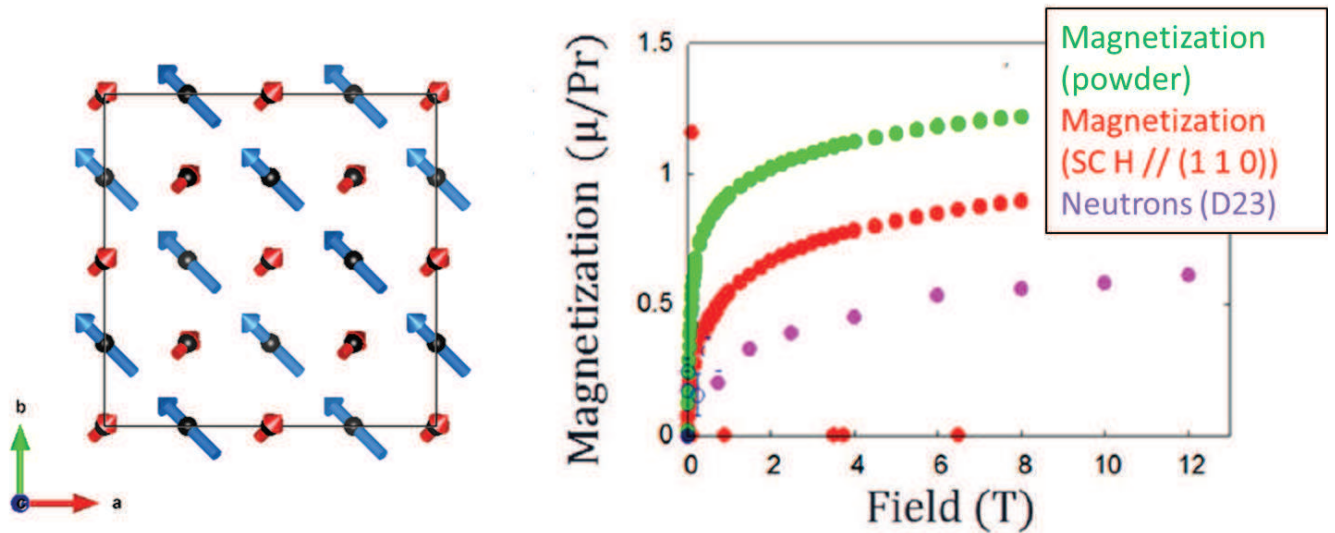 b
c
a
Magnetization (μ/Pr)
1.5
1
0.5
0
0 2 4 6 8 10 12
Field (T)
Magnetization
(powder)
Magnetization
(SC H // (1 1 0))
Neutrons (D23)